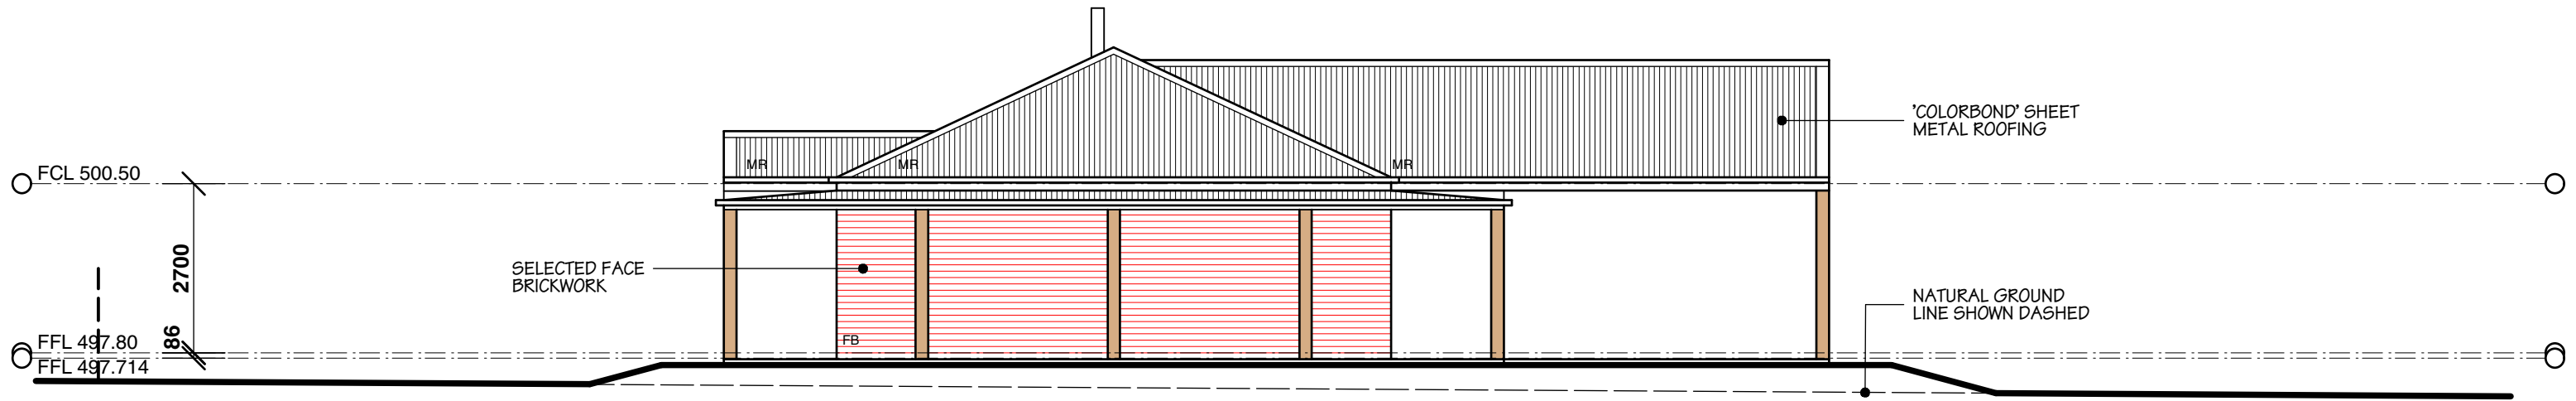 'COLORBOND' SHEET
METAL ROOFING
MR
MR
MR
FCL 500.50
2700
SELECTED FACE
BRICKWORK
NATURAL GROUND
LINE SHOWN DASHED
86
FFL 497.80
FB
FFL 497.714